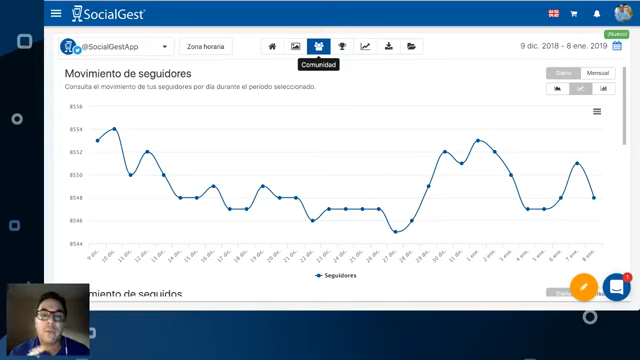 SocialGest
¡Nuevo!
@SocialGestApp
Zona horaria
9 dic. 2018 - 8 ene. 2019
Comunidad
Movimiento de seguidores
Diario
Mensual
Consulta el movimiento de tus seguidores por día durante el período seleccionado.
8556
8554
8552
8550
8548
8546
8544
9 dic.
10 dic.
11 dic.
12 dic.
13 dic.
14 dic.
15 dic.
16 dic.
17 dic.
18 dic.
19 dic.
20 dic.
21 dic.
22 dic.
23 dic.
24 dic.
25 dic.
26 dic.
27 dic.
28 dic.
29 dic.
30 dic.
31 dic.
1 ene.
2 ene.
3 ene.
4 ene.
5 ene.
6 ene.
7 ene.
8 ene.
Seguidores
1